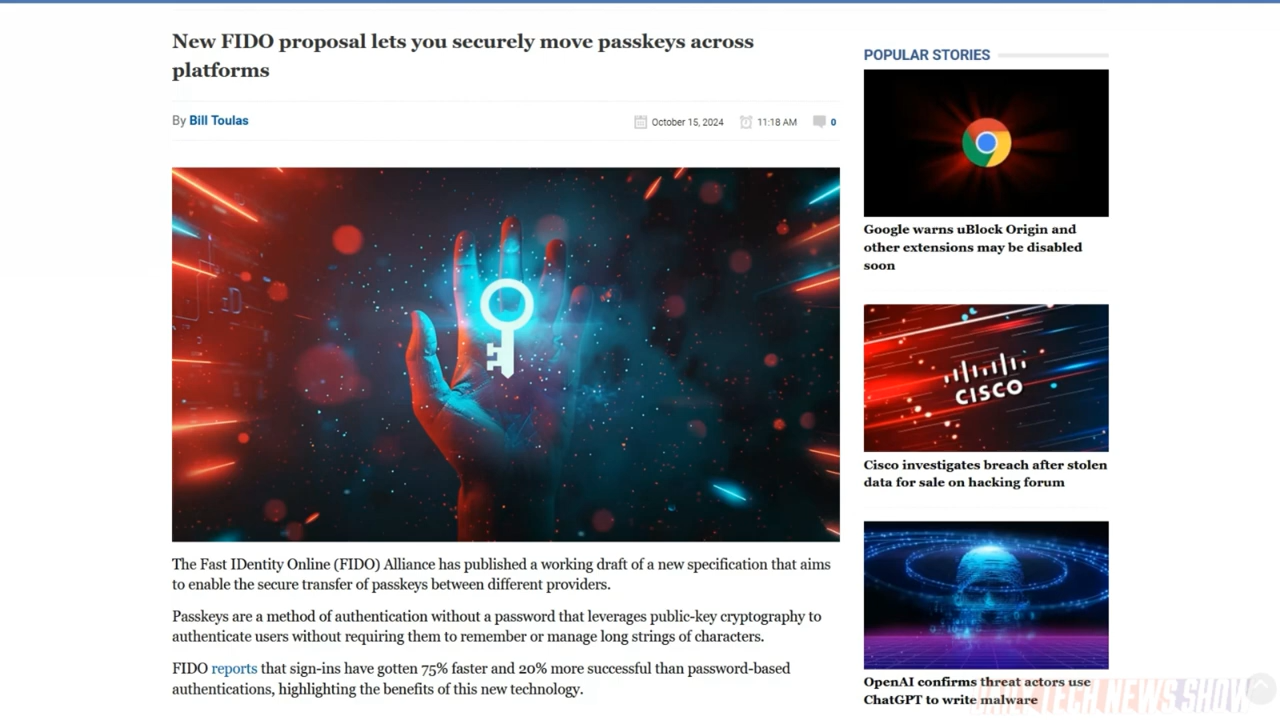 New FIDO proposal lets you securely move passkeys across
platforms
By Bill Toulas
October 15, 2024
11:18 AM
0
The Fast IDentity Online (FIDO) Alliance has published a working draft of a new specification that aims
to enable the secure transfer of passkeys between different providers.
Passkeys are a method of authentication without a password that leverages public-key cryptography to
authenticate users without requiring them to remember or manage long strings of characters.
FIDO reports that sign-ins have gotten 75% faster and 20% more successful than password-based
authentications, highlighting the benefits of this new technology.
POPULAR STORIES
Google warns uBlock Origin and
other extensions may be disabled
soon
CISCO
Cisco investigates breach after stolen
data for sale on hacking forum
OpenAI confirms threat actors use
ChatGPT to write malware
DAILY TECH NEWS SHOW